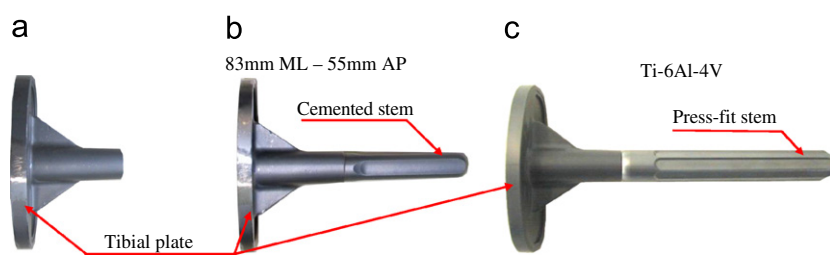 a
b
c
83mm ML – 55mm AP
Ti-6Al-4V
Cemented stem
Press-fit stem
Tibial plate